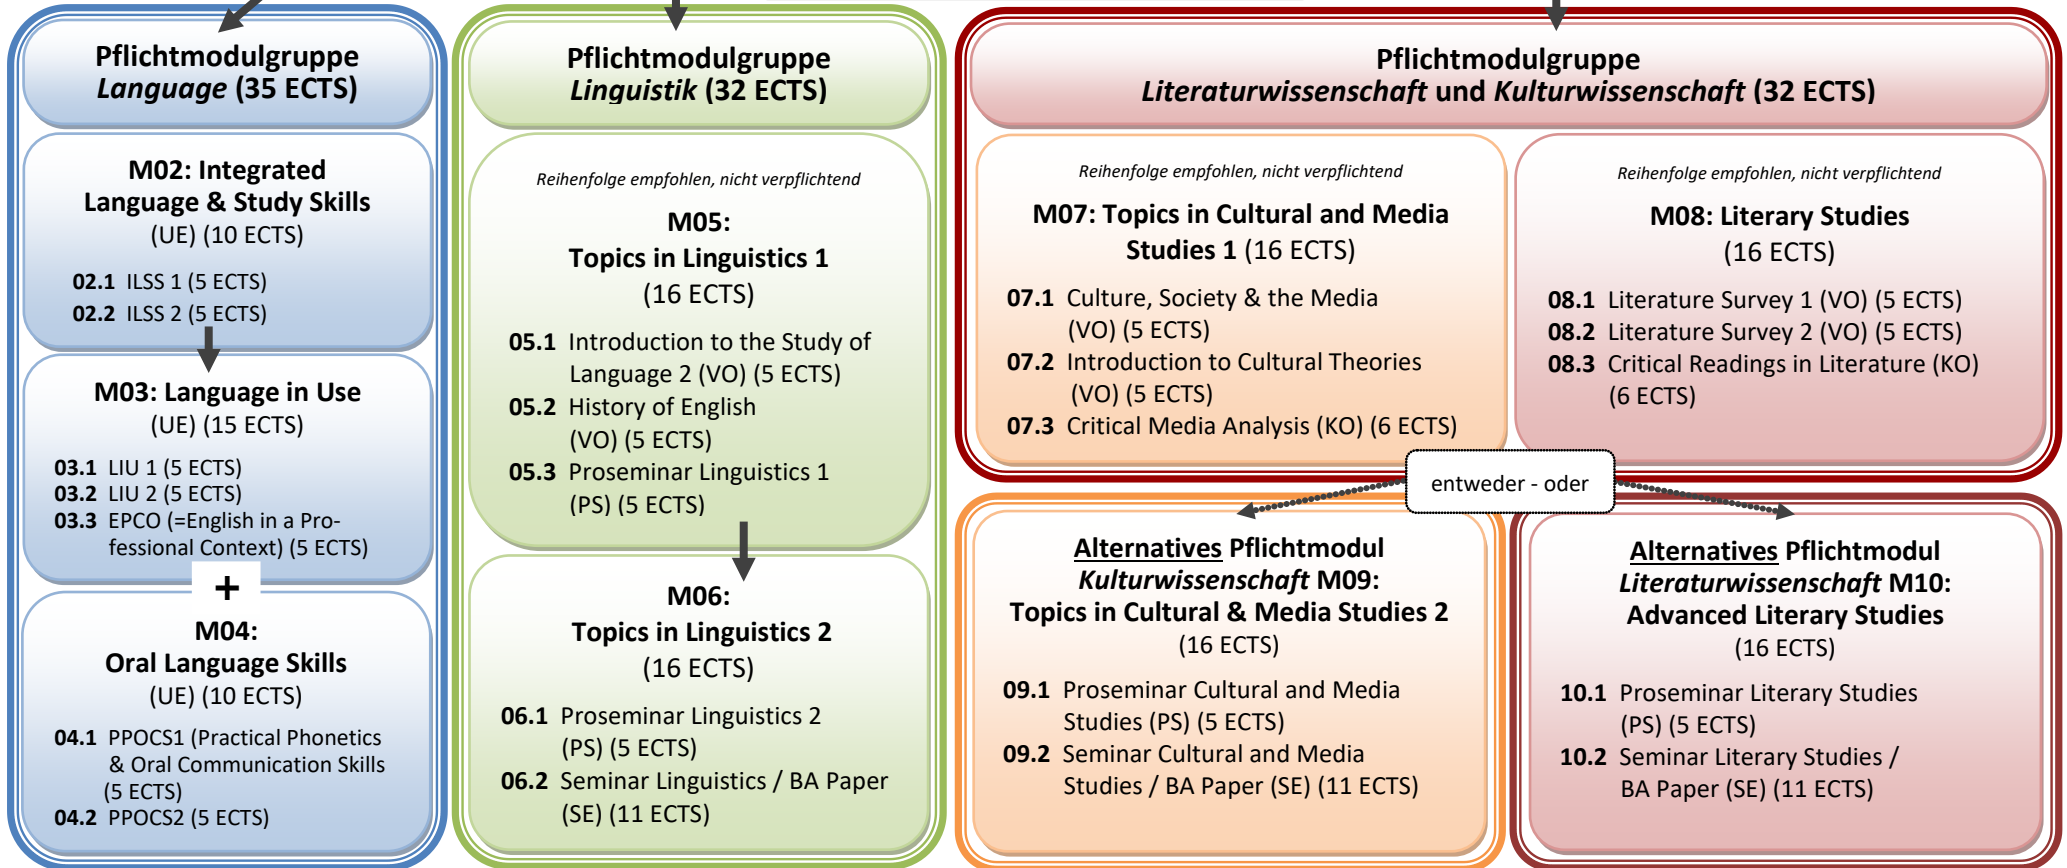 Pflichtmodulgruppe
Language (35 ECTS)
M02: Integrated
Language & Study Skills
(UE) (10 ECTS)
02.1 ILSS 1 (5 ECTS)
02.2 ILSS 2 (5 ECTS)
M03: Language in Use
(UE) (15 ECTS)
03.1 LIU 1 (5 ECTS)
03.2 LIU 2 (5 ECTS)
03.3 EPCO (=English in a Pro-
fessional Context) (5 ECTS)
+
M04:
Oral Language Skills
(UE) (10 ECTS)
04.1 PPOCS1 (Practical Phonetics
& Oral Communication Skills
(5 ECTS)
04.2 PPOCS2 (5 ECTS)
Pflichtmodulgruppe
Linguistik (32 ECTS)
Reihenfolge empfohlen, nicht verpflichtend
M05:
Topics in Linguistics 1
(16 ECTS)
05.1 Introduction to the Study of
Language 2 (VO) (5 ECTS)
05.2 History of English
(VO) (5 ECTS)
05.3 Proseminar Linguistics 1
(PS) (5 ECTS)
M06:
Topics in Linguistics 2
(16 ECTS)
06.1 Proseminar Linguistics 2
(PS) (5 ECTS)
06.2 Seminar Linguistics / BA Paper
(SE) (11 ECTS)
Pflichtmodulgruppe
Literaturwissenschaft und Kulturwissenschaft (32 ECTS)
Reihenfolge empfohlen, nicht verpflichtend
M07: Topics in Cultural and Media
Studies 1 (16 ECTS)
07.1 Culture, Society & the Media
(VO) (5 ECTS)
07.2 Introduction to Cultural Theories
(VO) (5 ECTS)
07.3 Critical Media Analysis (KO) (6 ECTS)
Reihenfolge empfohlen, nicht verpflichtend
M08: Literary Studies
(16 ECTS)
08.1 Literature Survey 1 (VO) (5 ECTS)
08.2 Literature Survey 2 (VO) (5 ECTS)
08.3 Critical Readings in Literature (KO)
(6 ECTS)
entweder - oder
Alternatives Pflichtmodul
Kulturwissenschaft M09:
Topics in Cultural & Media Studies 2
(16 ECTS)
09.1 Proseminar Cultural and Media
Studies (PS) (5 ECTS)
09.2 Seminar Cultural and Media
Studies / BA Paper (SE) (11 ECTS)
Alternatives Pflichtmodul
Literaturwissenschaft M10:
Advanced Literary Studies
(16 ECTS)
10.1 Proseminar Literary Studies
(PS) (5 ECTS)
10.2 Seminar Literary Studies /
BA Paper (SE) (11 ECTS)